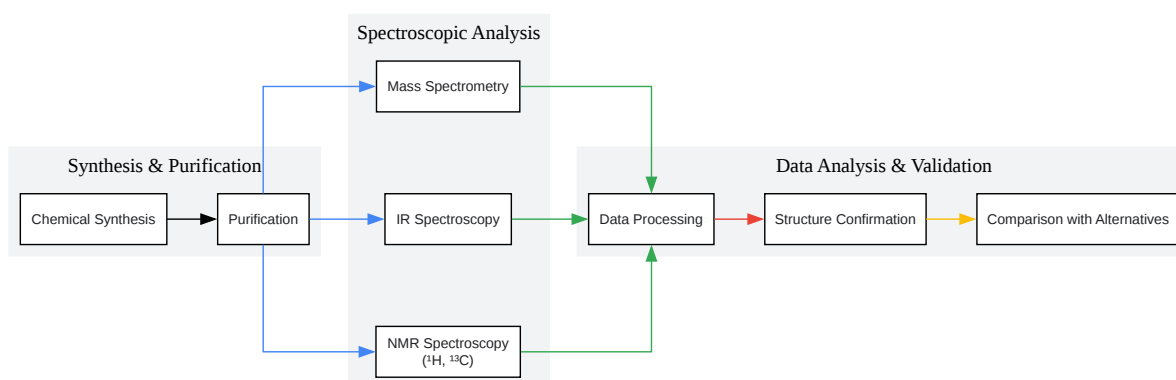 Spectroscopic Analysis
Mass Spectrometry
Synthesis & Purification
Data Analysis & Validation
Chemical Synthesis
Purification
IR Spectroscopy
Data Processing
Structure Confirmation
Comparison with Alternatives
NMR Spectroscopy
(¹H, ¹³C)